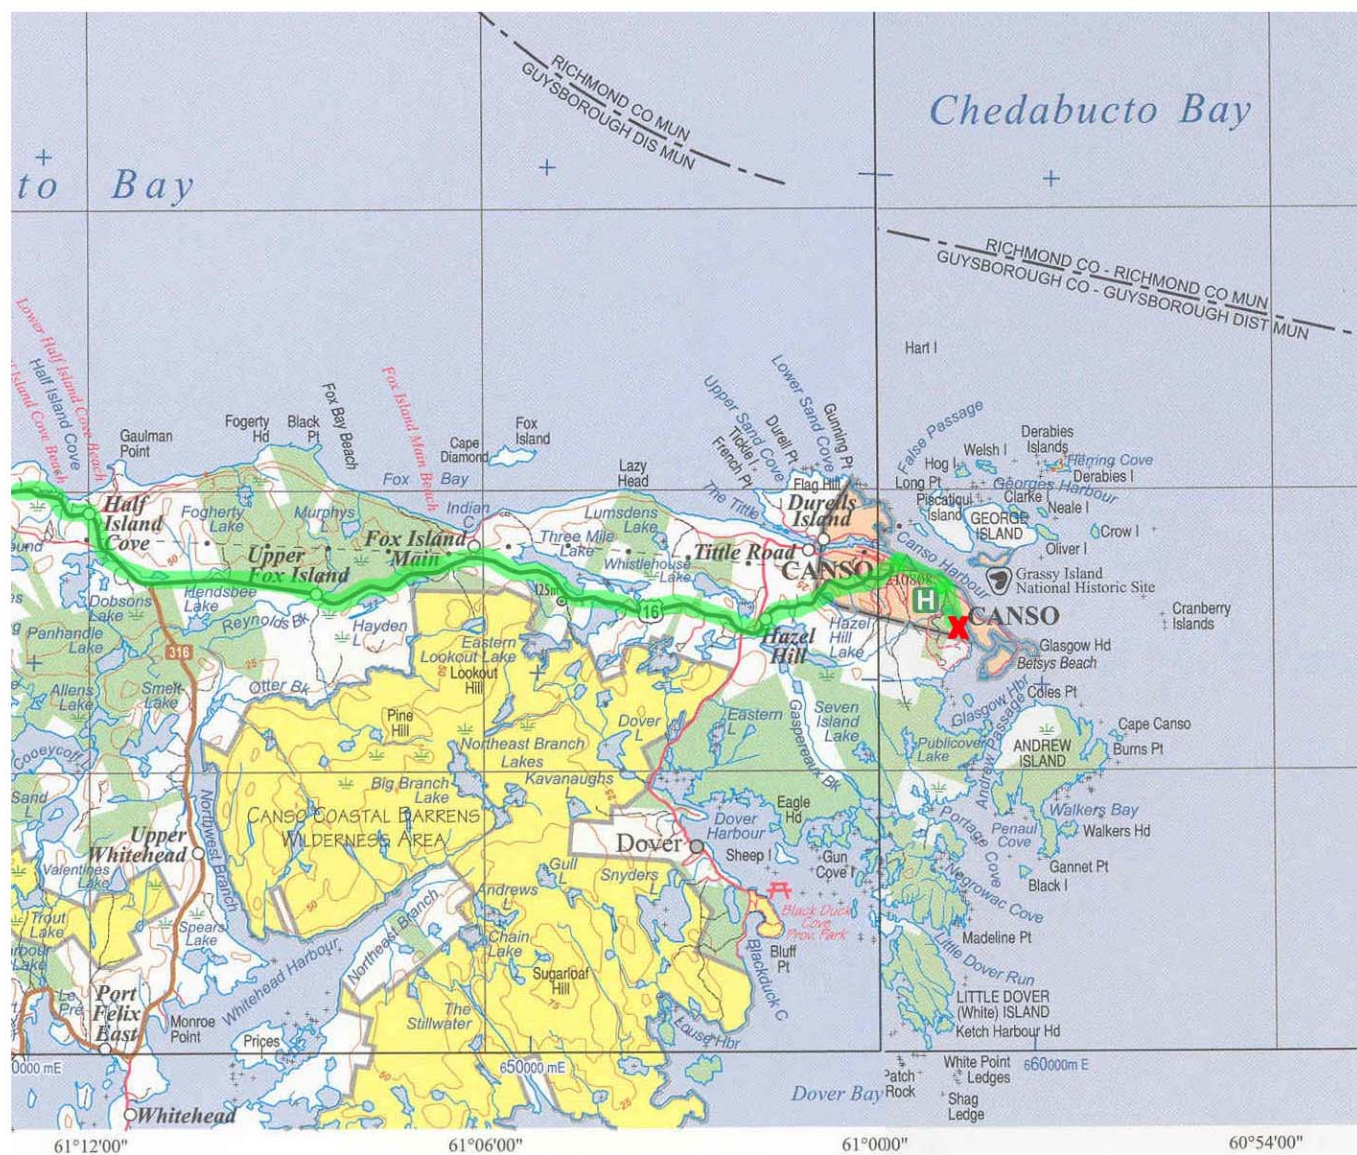 RICHMOND CO MUN
GUYSBOROUGH DIS MUN
Chedabucto Bay
to Bay
RICHMOND CO - RICHMOND CO MUN
GUYSBOROUGH CO - GUYSBOROUGH DIST MUN
Hart I
Lower Half Island Cove Beach
Half Island Cove
Island Cove Beach
Gaulman
Point
Fogerty
Hd
Black
Pt
Fox Bay Beach
Fox Island Main Beach
Cape
Diamond
Fox
Island
Fox Bay
Indian
C
Lazy
Head
Upper Sand Cove
Lower Sand Cove
Durell Pt
Tickle I
French Pt
Gunning Pt
The Tittle
Flag Hill
Durells
Island
False Passage
Long Pt
Hog I
Welsh I
Derabies
Islands
Herring Cove
Derabies I
Georges Harbour
Clarke I
Neale I
Piscatiqui
Island
GEORGE
ISLAND
Crow I
Oliver I
Canso Harbour
Grassy Island
National Historic Site
Cranberry
Islands
Half
Island
Cove
Fogherty
Lake
Murphys
L
Upper
Fox Island
Fox Island
Main
Three Mile
Lake
Lumsdens
Lake
Whistlehouse
Lake
Tittle Road
CANSO
210808
H
CANSO
Glasgow Hd
Betsys Beach
Dobsons
Lake
Hendsbee
Lake
Reynolds Bk
Hayden
L
125m
16
Hazel
Hill
Hazel
Hill
Lake
Panhandle
Lake
316
25
50
Allens
Lake
Smelt
Lake
Otter Bk
Eastern
Lookout Lake
Lookout
Hill
Pine
Hill
Dover
L
Eastern
L
Gaspereaux Bk
Seven
Island
Lake
Glasgow Hbr
Coles Pt
Andrew Passage
Publicover
Lake
ANDREW
ISLAND
Cape Canso
Burns Pt
Cooeycoff
L
Sand
L
Northeast Branch
Lakes
Kavanaughs
L
Big Branch
Lake
CANSO COASTAL BARRENS
WILDERNESS AREA
Northwest Branch
Upper
Whitehead
Valentines
Lake
Dover
Harbour
Eagle
Hd
Dover
Sheep I
Gun
Cove I
Portage Cove
Penaul
Cove
Walkers Bay
Walkers Hd
Gannet Pt
Black I
Negrowac Cove
Gull
L
Snyders
L
Andrews
L
Chain
Lake
Black Duck
Cove
Prov. Park
Bluff
Pt
Blackduck C
Madeline Pt
Little Dover Run
Trout
Lake
Spears
Lake
Harbour
Lake
Whitehead Harbour
Northeast Branch
Sugarloaf
Hill
75
The
Stillwater
Port
Felix
East
Monroe
Point
Prices
I
Louse Hbr
LITTLE DOVER
(White) ISLAND
Ketch Harbour Hd
White Point
Ledges
Patch
Rock
Shag
Ledge
Dover Bay
0000 mE
650000 mE
660000m E
Whitehead
61°12'00"
61°06'00"
61°00'00"
60°54'00"